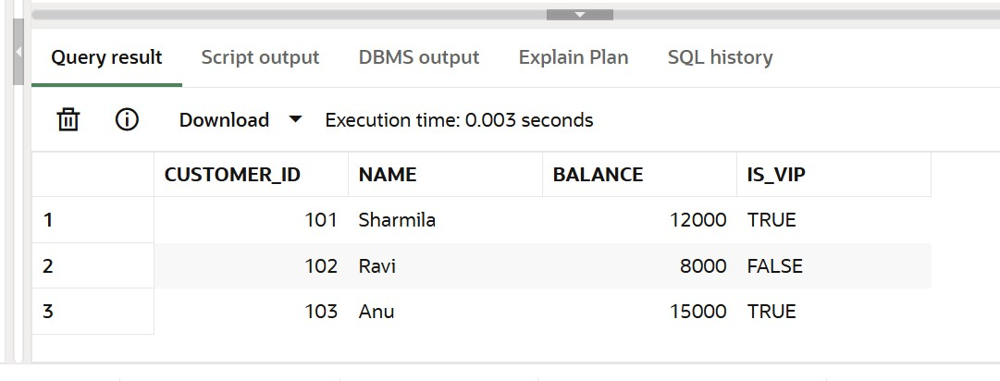 Query result Script output DBMS output Explain Plan SQL history
Download Execution time: 0.003 seconds
CUSTOMER_ID NAME BALANCE IS_VIP
1 101 Sharmila 12000 TRUE
2 102 Ravi 8000 FALSE
3 103 Anu 15000 TRUE